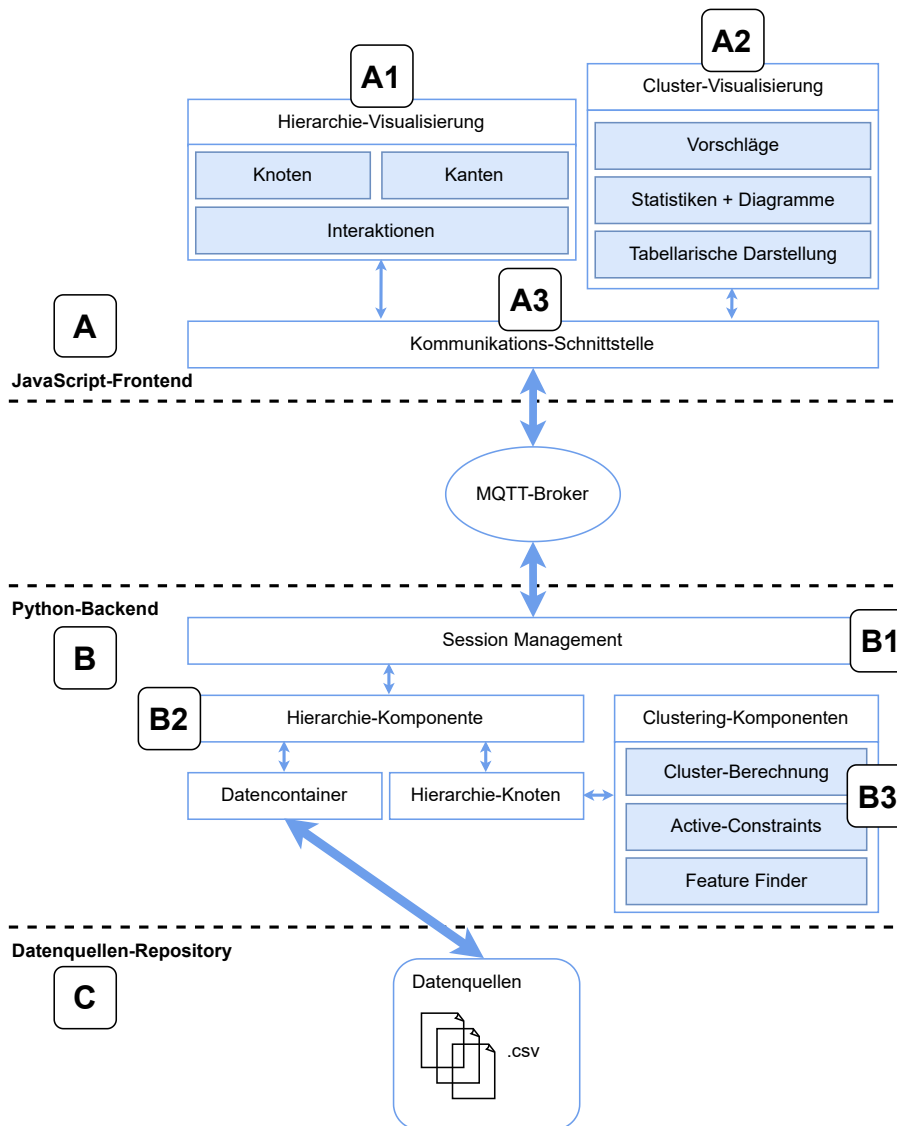 A1
Hierarchie-Visualisierung
Knoten
Kanten
Interaktionen
A2
Cluster-Visualisierung
Vorschläge
Statistiken + Diagramme
Tabellarische Darstellung
A
A3
Kommunikations-Schnittstelle
JavaScript-Frontend
MQTT-Broker
Python-Backend
B
Session Management
B1
B2
Hierarchie-Komponente
Datencontainer
Hierarchie-Knoten
Clustering-Komponenten
Cluster-Berechnung
B3
Active-Constraints
Feature Finder
Datenquellen-Repository
C
Datenquellen
.csv